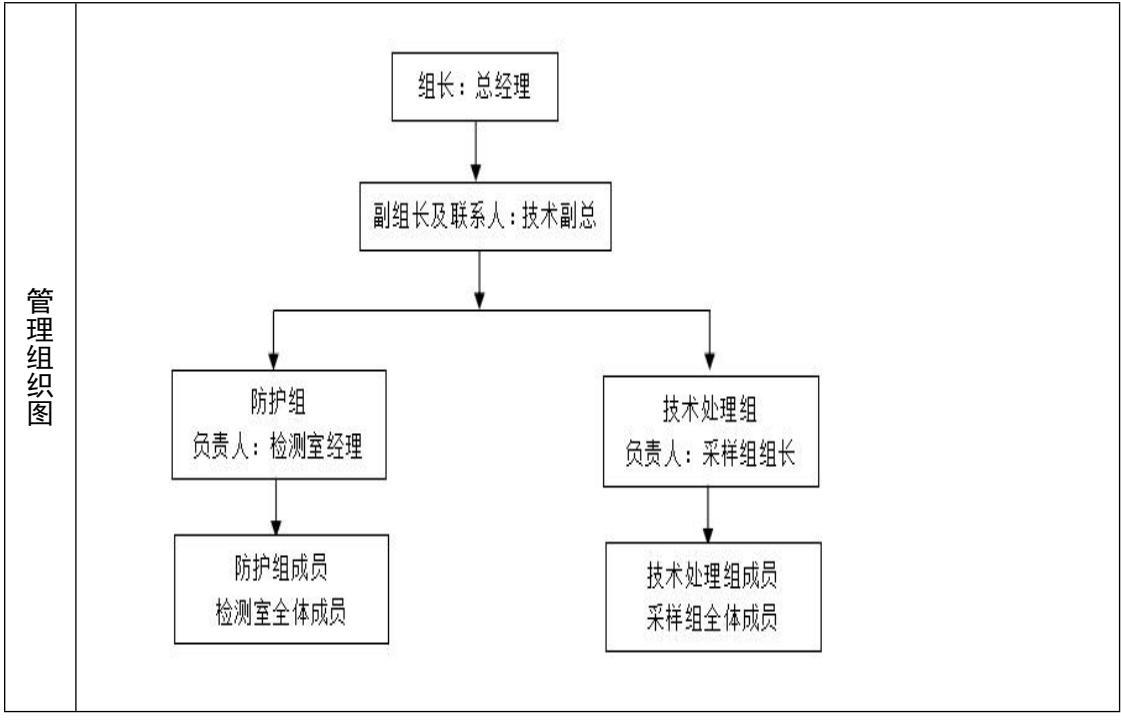 管理组织图
组长：总经理
副组长及联系人：技术副总
防护组
负责人：检测室经理
技术处理组
负责人：采样组组长
防护组成员
检测室全体成员
技术处理组成员
采样组全体成员